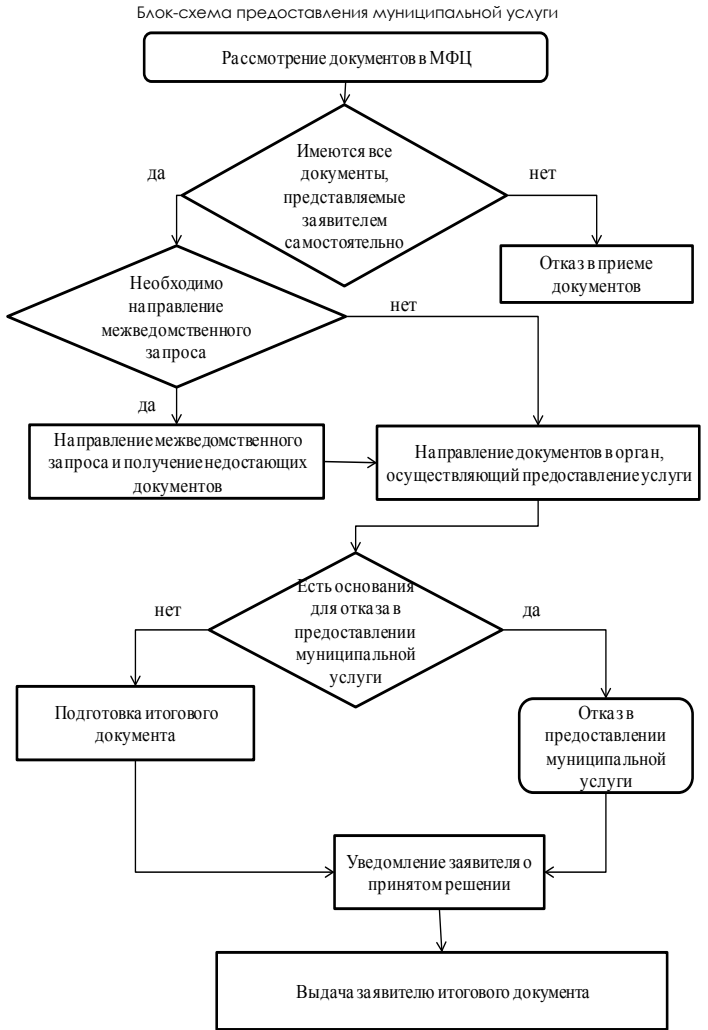 Блок-схема предоставления муниципальной услуги
Рассмотрение документов в МФЦ
Имеются все
документы,
представляемые
заявителем
самостоятельно
да
нет
Отказ в приеме
документов
Необходимо
направление
межведомственного
запроса
нет
да
Направление межведомственного
запроса и получение недостающих
документов
Направление документов в орган,
осуществляющий предоставление услуги
Есть основания
для отказа в
предоставлении
муниципальной
услуги
нет
да
Подготовка итогового
документа
Отказ в
предоставлении
муниципальной
услуги
Уведомление заявителя о
принятом решении
Выдача заявителю итогового документа